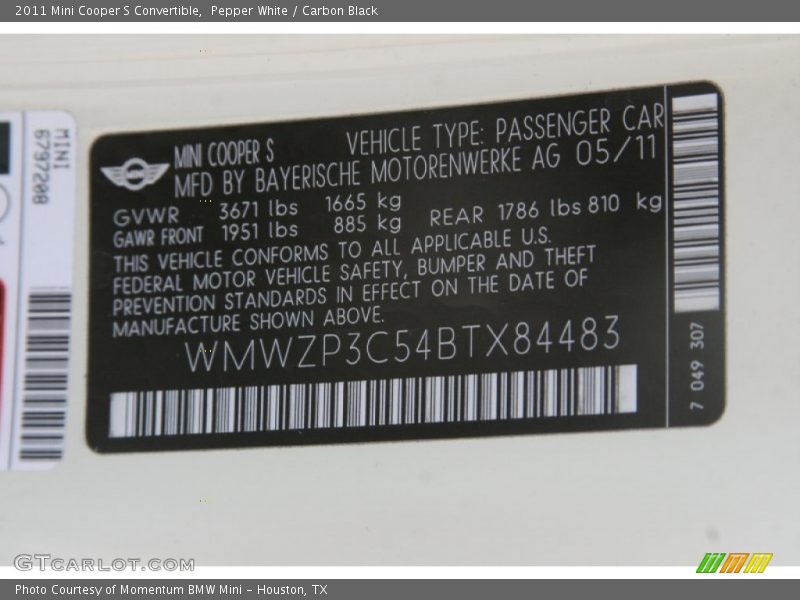 2011 Mini Cooper S Convertible,  Pepper White / Carbon Black
MINI
6797208
MINI COOPER S VEHICLE TYPE: PASSENGER CAR
MFD BY BAYERISCHE MOTORENWERKE AG 05/11
GVWR 3671 lbs 1665 kg
GAWR FRONT 1951 lbs 885 kg REAR 1786 lbs 810 kg
THIS VEHICLE CONFORMS TO ALL APPLICABLE U.S.
FEDERAL MOTOR VEHICLE SAFETY, BUMPER AND THEFT
PREVENTION STANDARDS IN EFFECT ON THE DATE OF
MANUFACTURE SHOWN ABOVE.
WMWZP3C54BTX84483
7 049 307
GTCARLOT.COM
Photo Courtesy of Momentum BMW Mini - Houston, TX